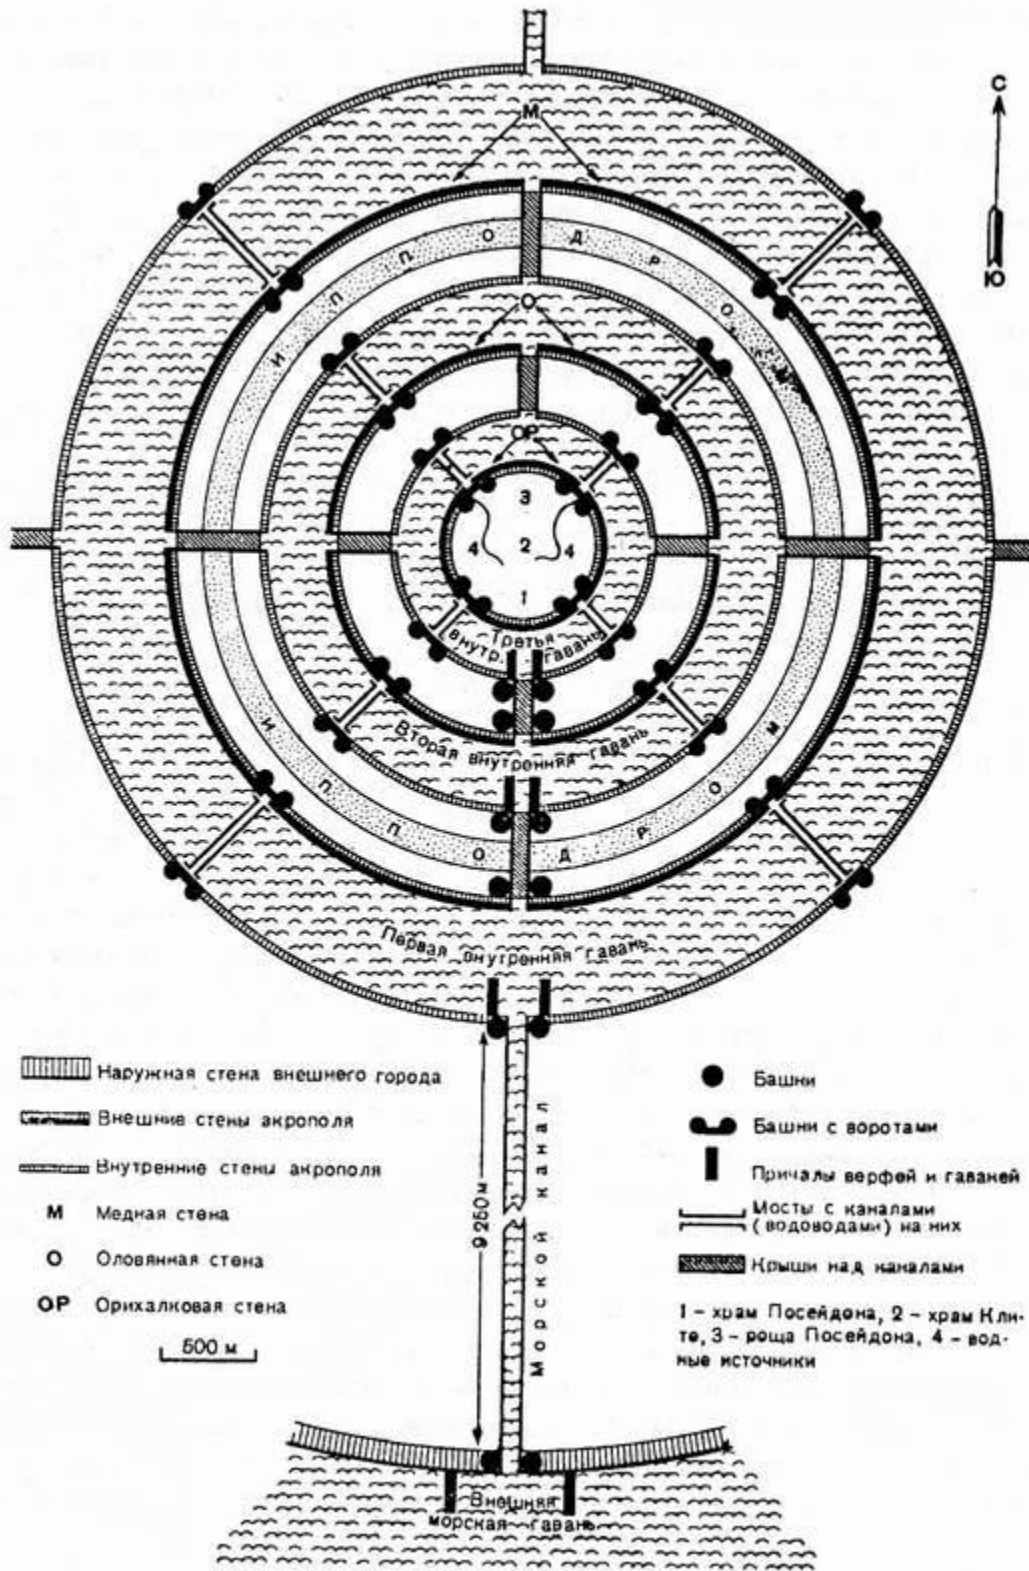 С
М
Ю
И П П О Д Р О М
О
ОР
3
4 2 4
1
Третья
внутр. гавань
Вторая внутренняя гавань
И П П О Д Р О М
Первая внутренняя гавань
Наружная стена внешнего города
Внешние стены акрополя
Внутренние стены акрополя
М Медная стена
О Оловянная стена
ОР Орихалковая стена
500 м
9250 м
Морской канал
Башни
Башни с воротами
Причалы верфей и гаваней
Мосты с каналами
(водоводами) на них
Крыши над каналами
1 – храм Посейдона, 2 – храм Кли-
то, 3 – роща Посейдона, 4 – вод-
ные источники
Внешняя
морская гавань